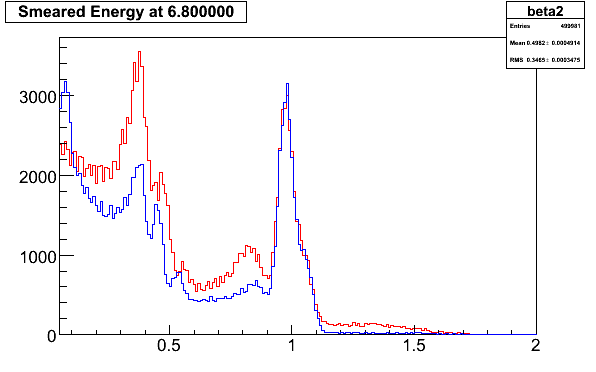 Smeared Energy at 6.800000
beta2
Entries 499981
Mean 0.4982 ± 0.0004914
RMS 0.3465 ± 0.0003475
3000
2000
1000
0
0.5
1
1.5
2